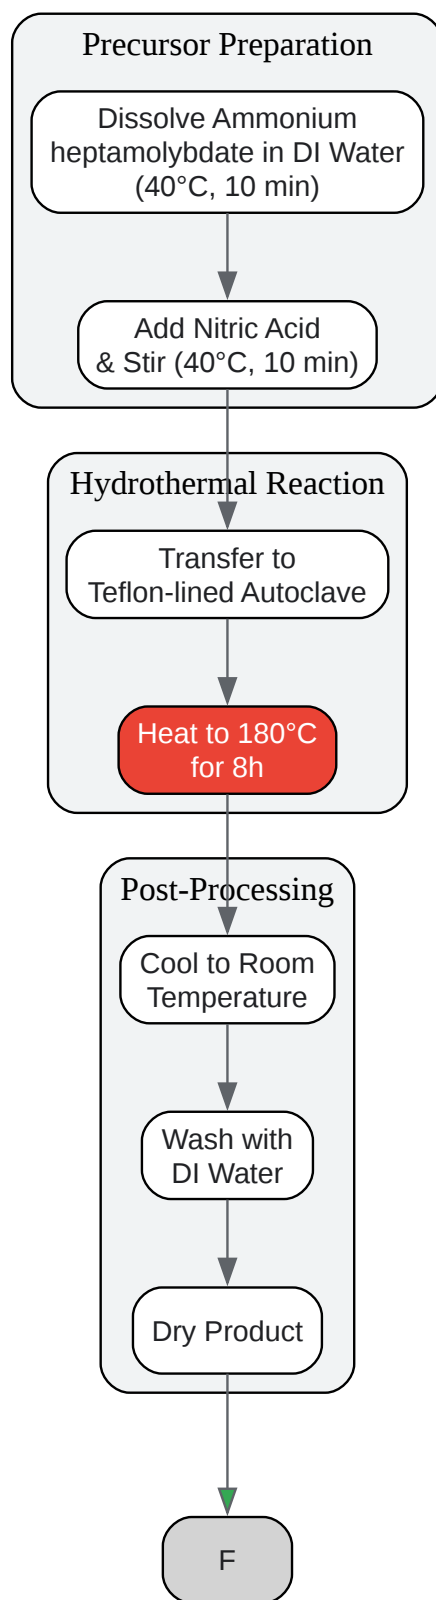 Precursor Preparation
Dissolve Ammonium
heptamolybdate in DI Water
(40°C, 10 min)
Add Nitric Acid
& Stir (40°C, 10 min)
Hydrothermal Reaction
Transfer to
Teflon-lined Autoclave
Heat to 180°C
for 8h
Post-Processing
Cool to Room
Temperature
Wash with
DI Water
Dry Product
F